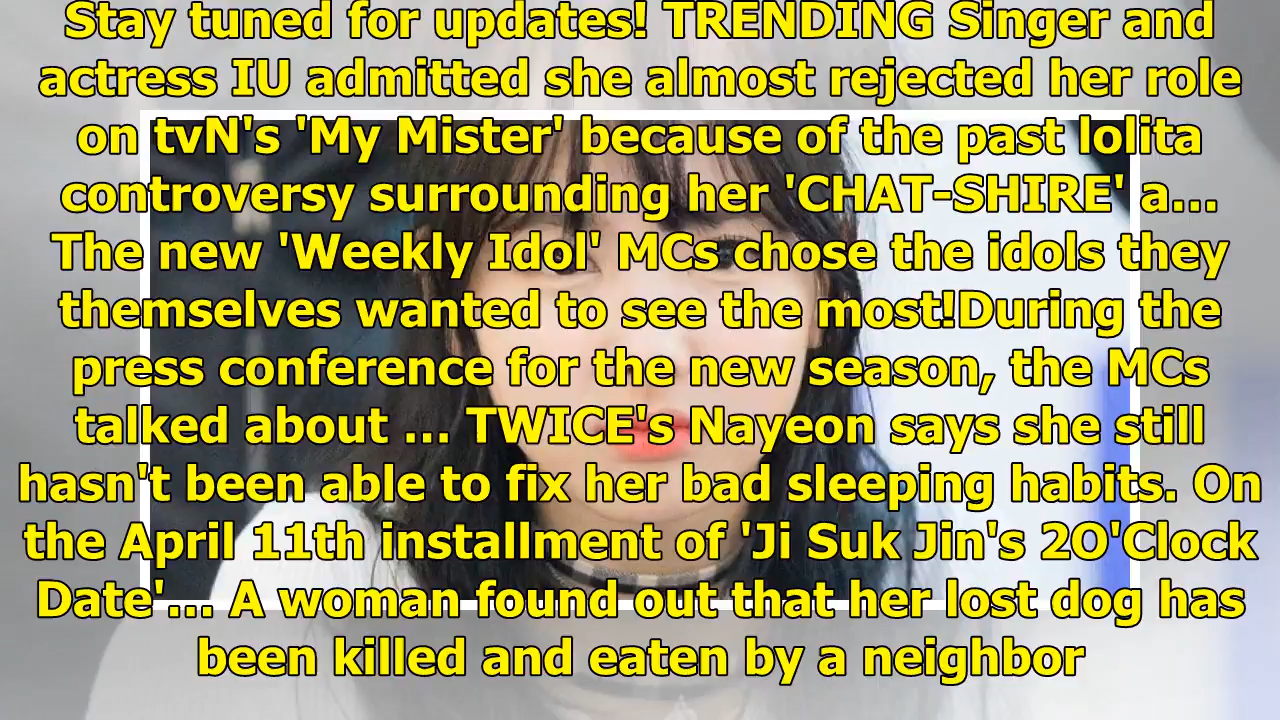 Stay tuned for updates! TRENDING Singer and
actress IU admitted she almost rejected her role
on tvN's 'My Mister' because of the past lolita
controversy surrounding her 'CHAT-SHIRE' a...
The new 'Weekly Idol' MCs chose the idols they
themselves wanted to see the most!During the
press conference for the new season, the MCs
talked about ... TWICE's Nayeon says she still
hasn't been able to fix her bad sleeping habits. On
the April 11th installment of 'Ji Suk Jin's 2O'Clock
Date'... A woman found out that her lost dog has
been killed and eaten by a neighbor